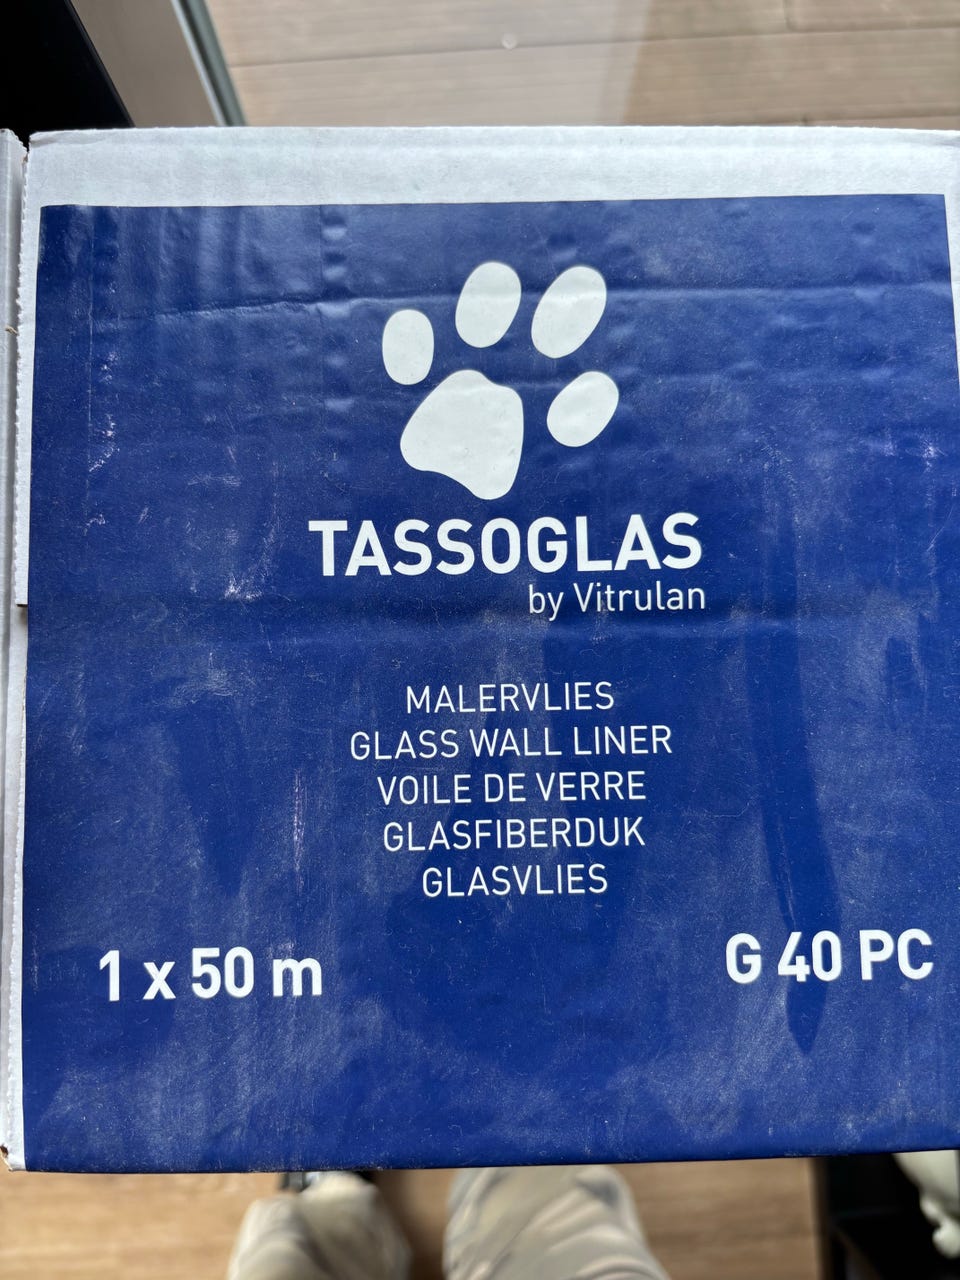 TASSOGLAS
by Vitrulan
MALERVLIES
GLASS WALL LINER
VOILE DE VERRE
GLASFIBERDUK
GLASVLIES
1 x 50 m
G 40 PC